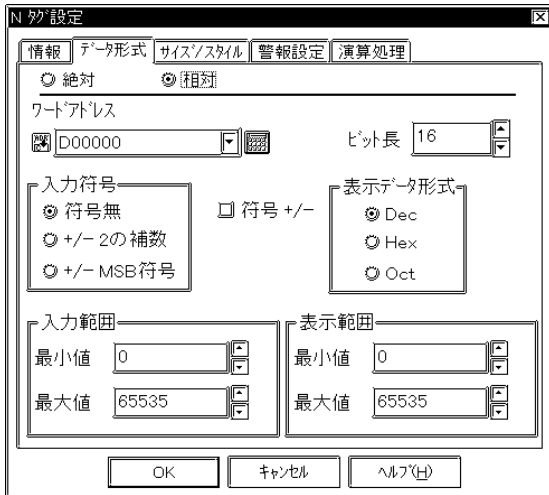 N ﾀｸﾞ設定
情報 ﾃﾞｰﾀ形式 ｻｲｽﾞ/ｽﾀｲﾙ 警報設定 演算処理
絶対 相対
ﾜｰﾄﾞｱﾄﾞﾚｽ
D00000 ﾋﾞｯﾄ長 16
入力符号
符号無
+/- 2の補数
+/- MSB符号
符号 +/-
表示ﾃﾞｰﾀ形式
Dec
Hex
Oct
入力範囲
最小値 0
最大値 65535
表示範囲
最小値 0
最大値 65535
OK ｷｬﾝｾﾙ ﾍﾙﾌﾟ(H)